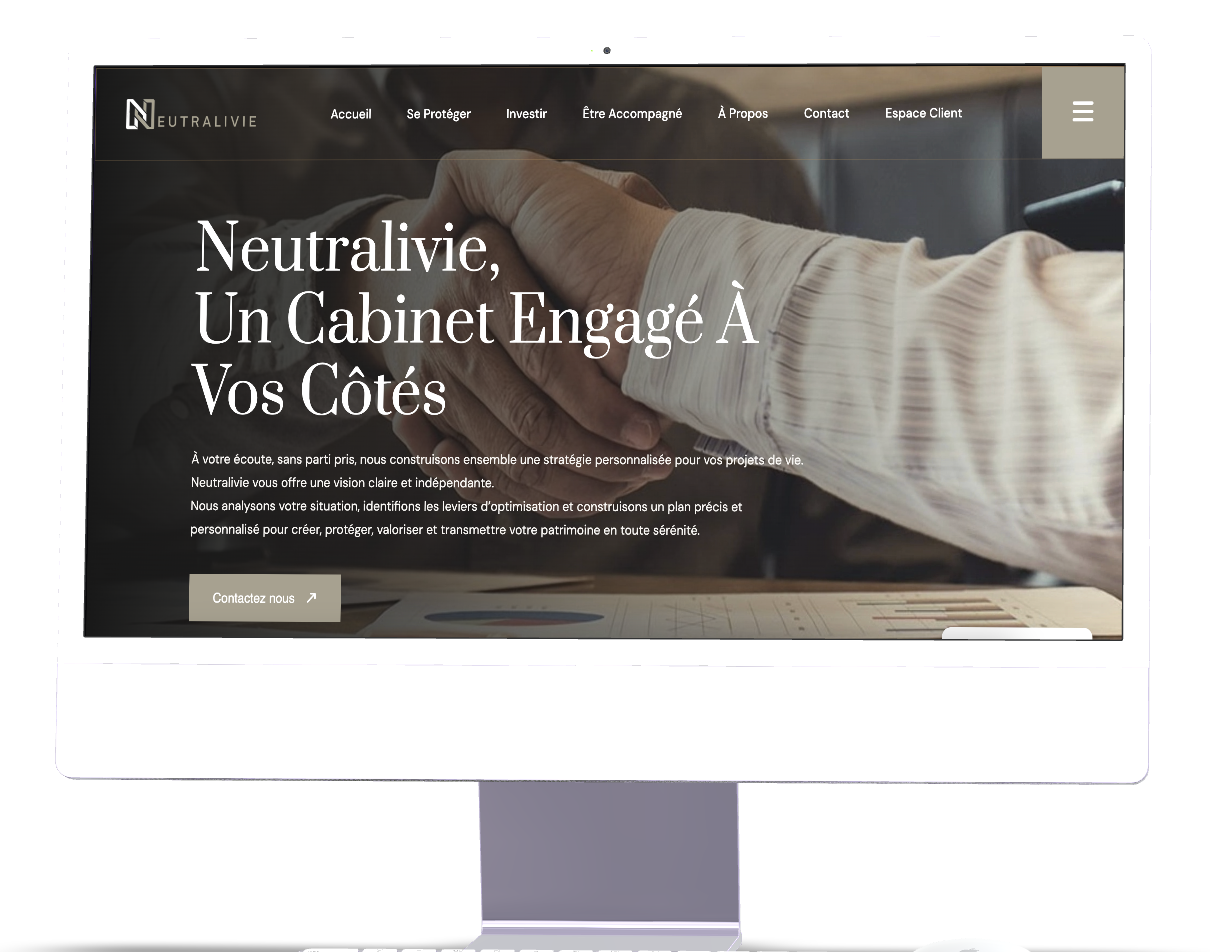 NEUTRALIVIE
Accueil Se Protéger Investir Être Accompagné À Propos Contact Espace Client
Neutralivie,
Un Cabinet Engagé À
Vos Côtés
À votre écoute, sans parti pris, nous construisons ensemble une stratégie personnalisée pour vos projets de vie.
Neutralivie vous offre une vision claire et indépendante.
Nous analysons votre situation, identifions les leviers d'optimisation et construisons un plan précis et
personnalisé pour créer, protéger, valoriser et transmettre votre patrimoine en toute sérénité.
Contactez nous